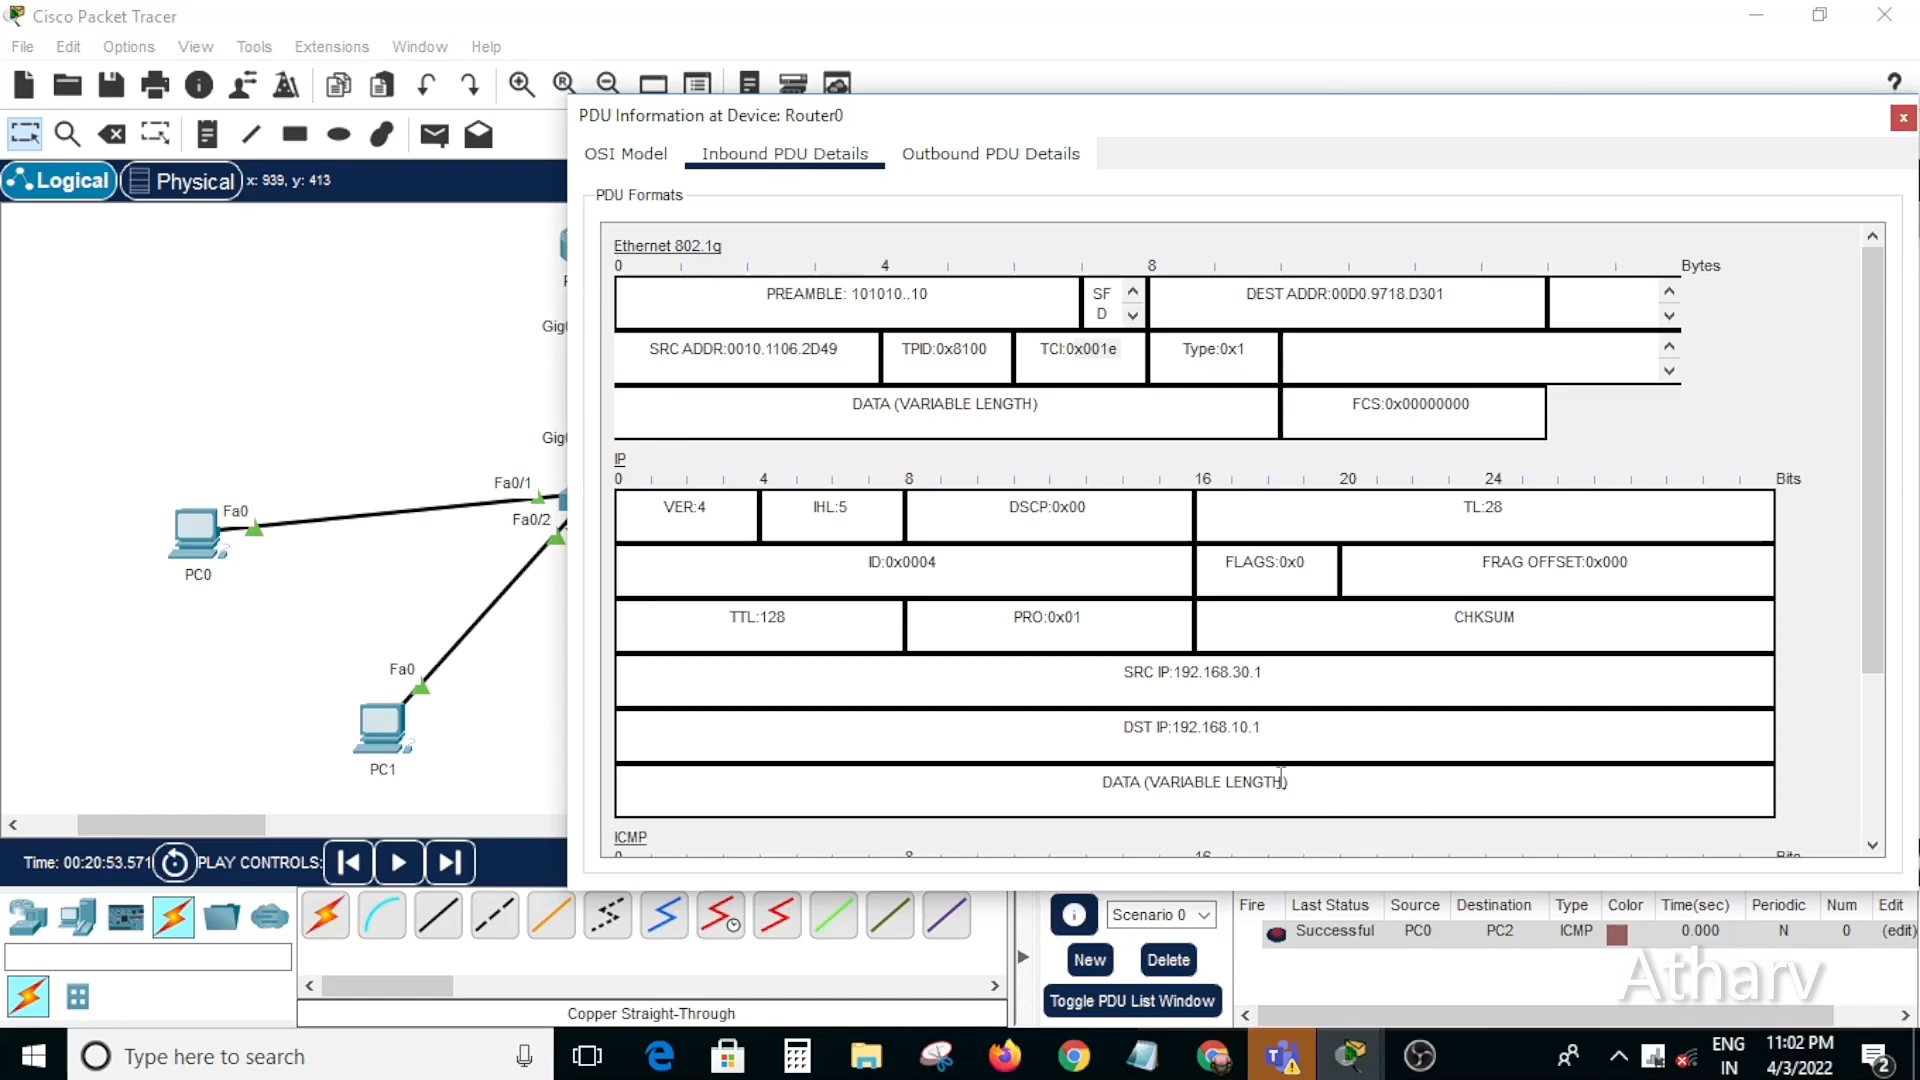 Cisco Packet Tracer
File Edit Options View Tools Extensions Window Help
PDU Information at Device: Router0
OSI Model Inbound PDU Details Outbound PDU Details
Logical Physical x: 939, y: 413
PDU Formats
Ethernet 802.1q
0 4 8 Bytes
PREAMBLE: 101010..10 SF D DEST ADDR:00D0.9718.D301
SRC ADDR:0010.1106.2D49 TPID:0x8100 TCI:0x001e Type:0x1
DATA (VARIABLE LENGTH) FCS:0x00000000
IP
0 4 8 16 20 24 Bits
VER:4 IHL:5 DSCP:0x00 TL:28
ID:0x0004 FLAGS:0x0 FRAG OFFSET:0x000
TTL:128 PRO:0x01 CHKSUM
SRC IP:192.168.30.1
DST IP:192.168.10.1
DATA (VARIABLE LENGTH)
ICMP
0 8 16 Bits
Gig
Gig
Fa0/1
Fa0
Fa0/2
PC0
Fa0
PC1
Time: 00:20:53.571 PLAY CONTROLS:
Scenario 0
New Delete
Toggle PDU List Window
Fire Last Status Source Destination Type Color Time(sec) Periodic Num Edit
Successful PC0 PC2 ICMP 0.000 N 0 (edit)
Atharv
Copper Straight-Through
Type here to search
ENG
IN
11:02 PM
4/3/2022
2